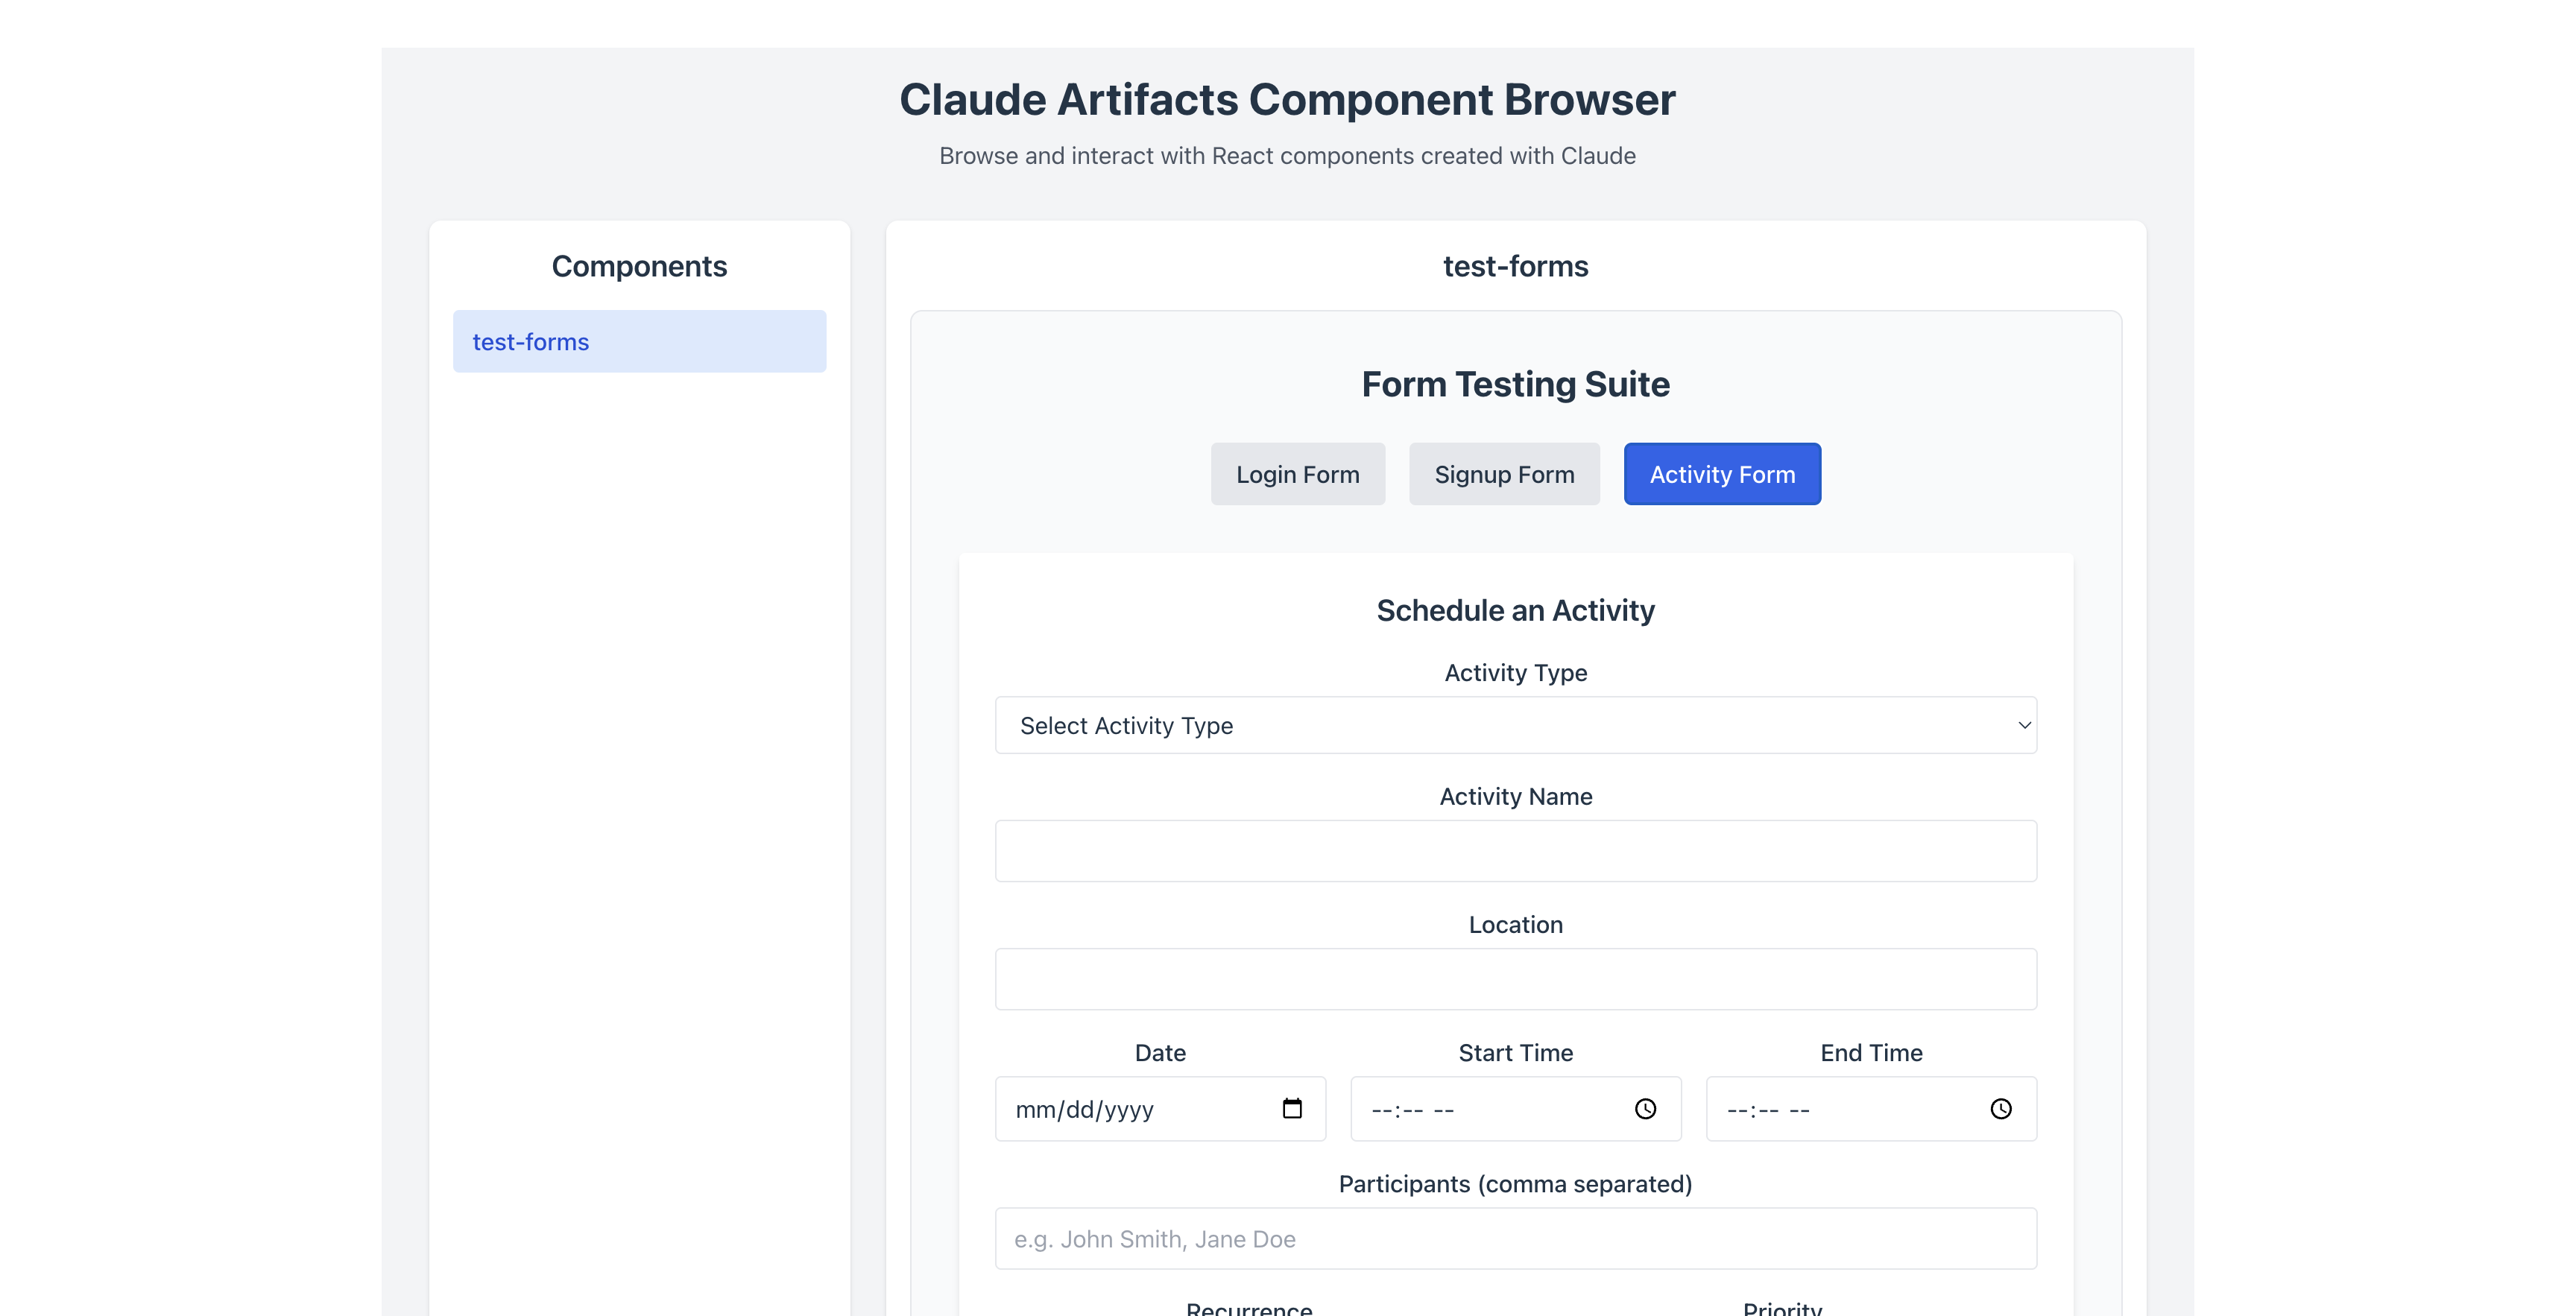 Claude Artifacts Component Browser
Browse and interact with React components created with Claude
Components
test-forms
test-forms
Form Testing Suite
Login Form
Signup Form
Activity Form
Schedule an Activity
Activity Type
Select Activity Type
Activity Name
Location
Date
Start Time
End Time
mm/dd/yyyy
--:-- --
--:-- --
Participants (comma separated)
e.g. John Smith, Jane Doe
Recurrence
Priority